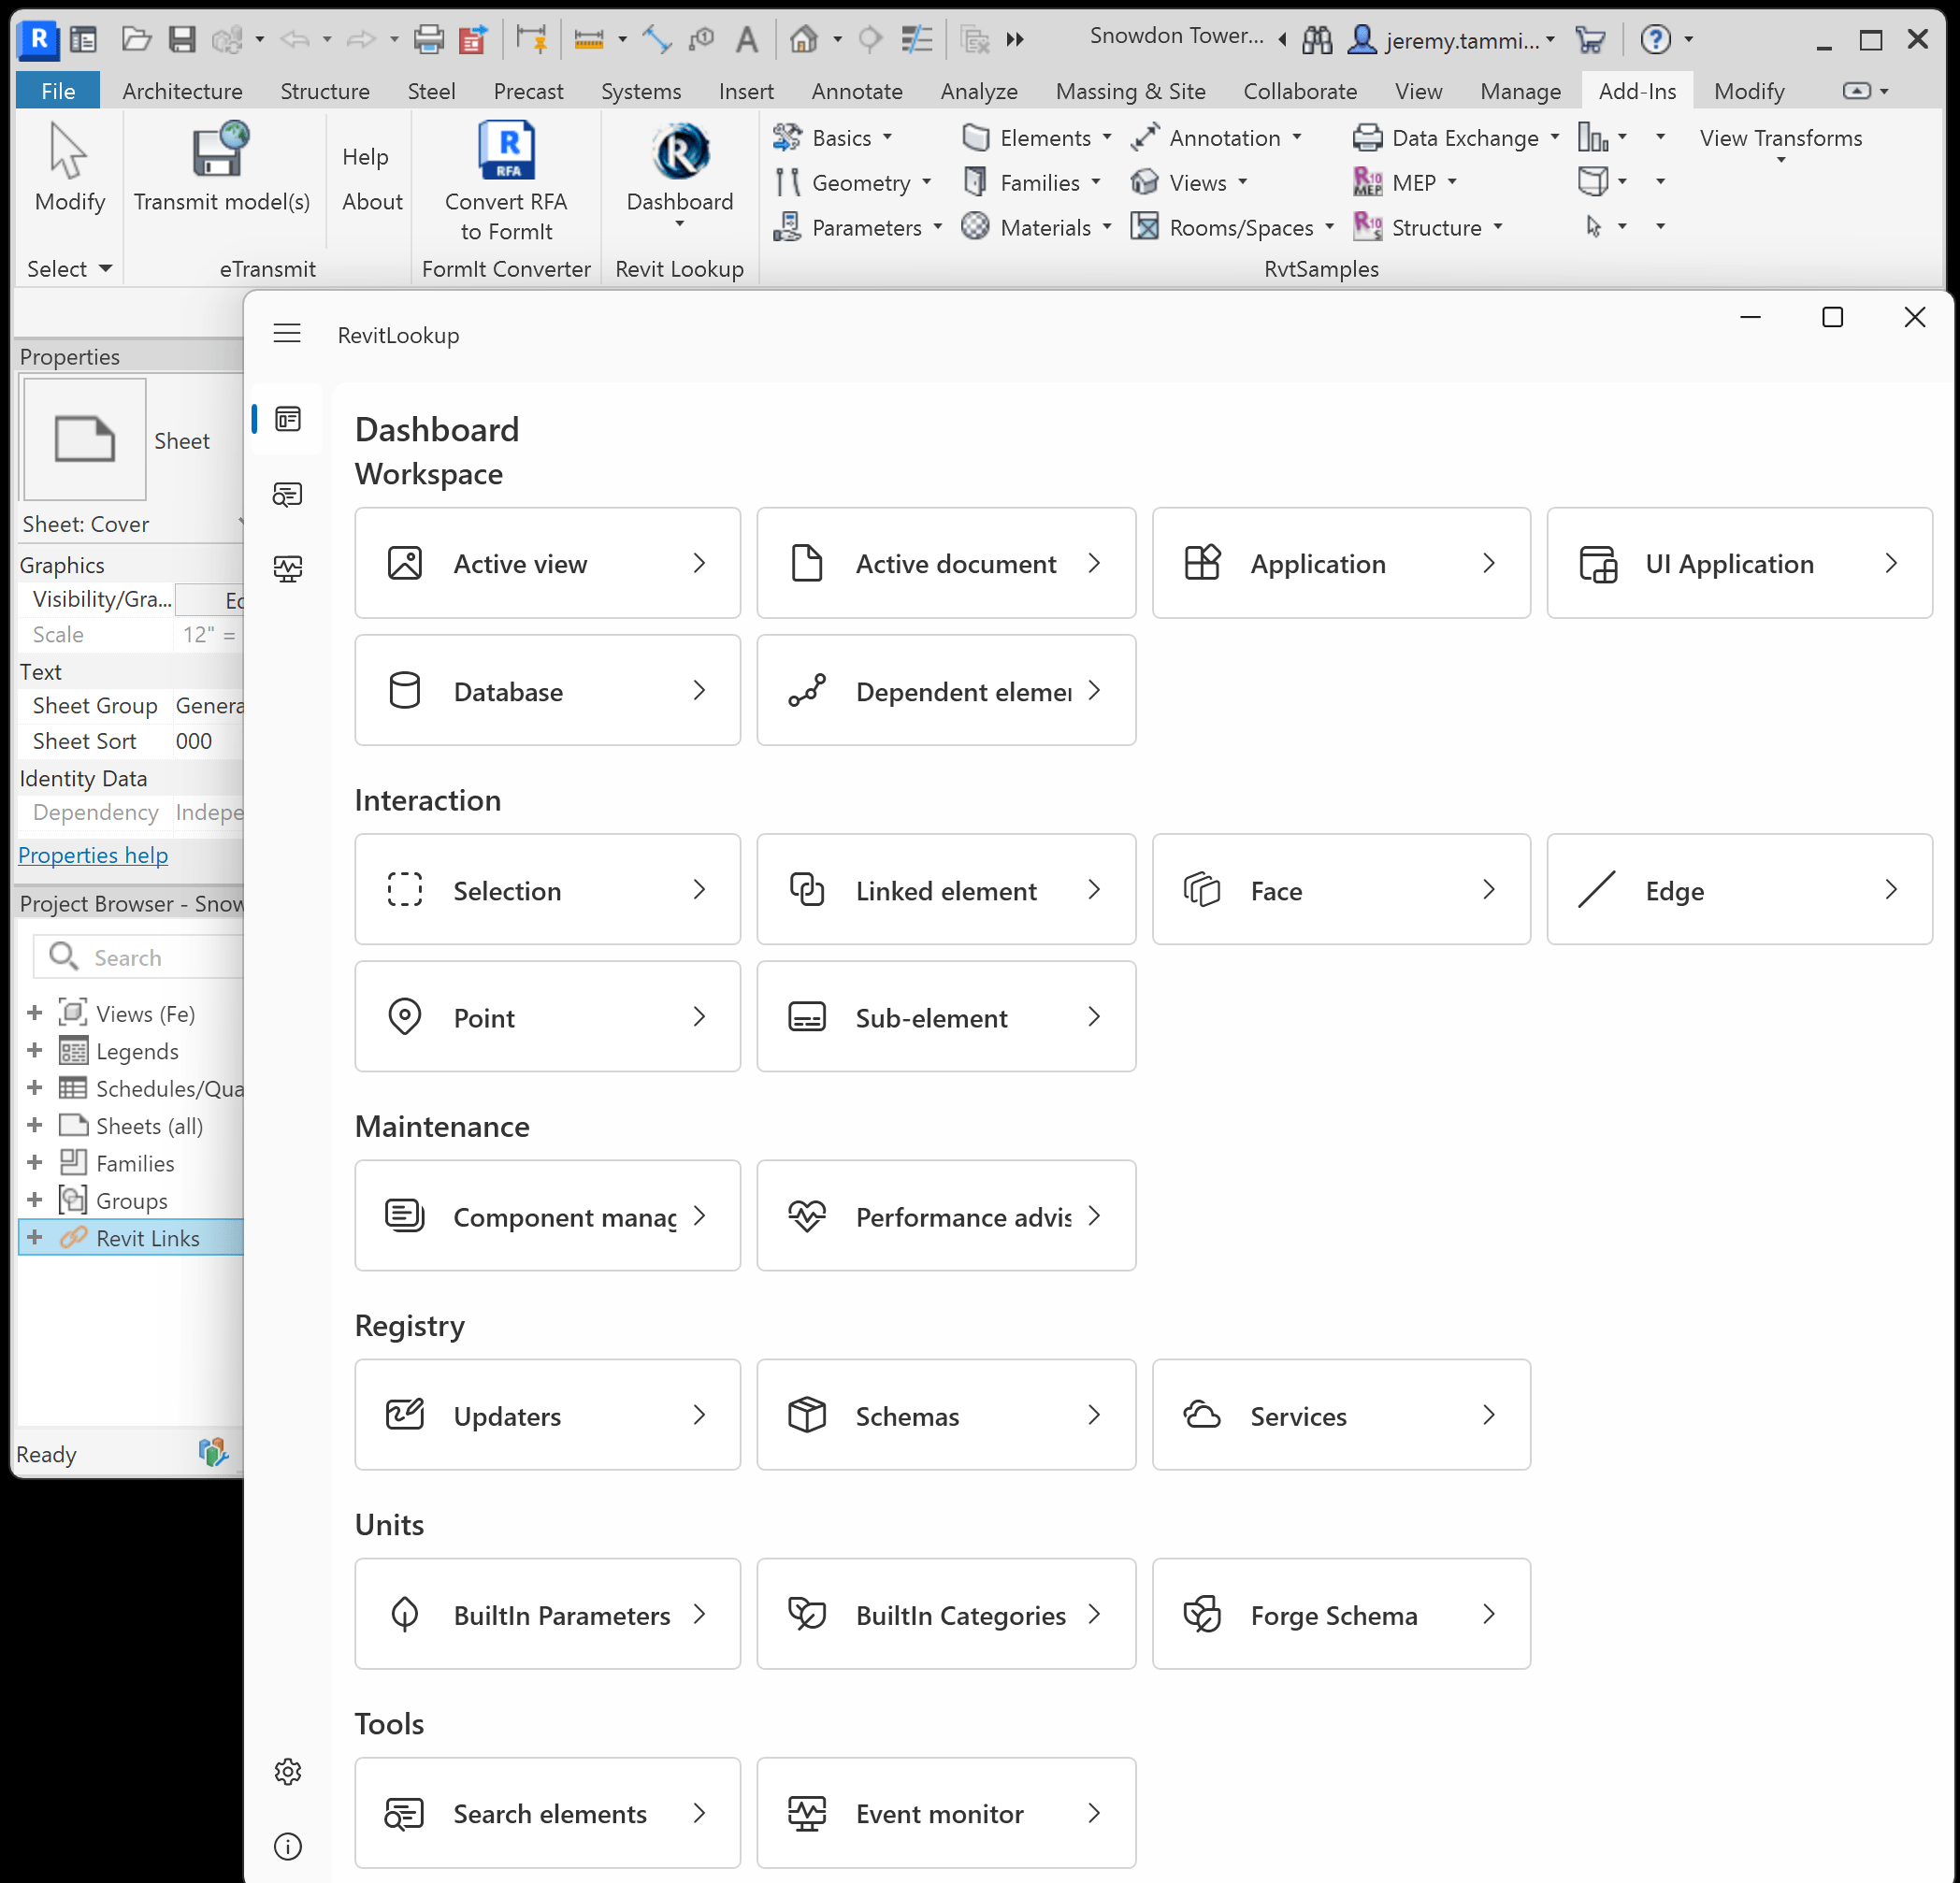 R
Snowdon Tower...
jeremy.tammi...
File Architecture Structure Steel Precast Systems Insert Annotate Analyze Massing & Site Collaborate View Manage Add-Ins Modify
Modify
Select
Transmit model(s)
Help
About
eTransmit
R
RFA
Convert RFA
to FormIt
FormIt Converter
R
Dashboard
Revit Lookup
Basics Elements Annotation Data Exchange View Transforms
Geometry Families Views R10 MEP MEP
Parameters Materials Rooms/Spaces R10 S Structure
RvtSamples
Properties
Sheet
Sheet: Cover
Graphics
Visibility/Gra... Ec
Scale 12" =
Text
Sheet Group Genera
Sheet Sort 000
Identity Data
Dependency Indepe
Properties help
Project Browser - Snow
Search
Views (Fe)
Legends
Schedules/Qua
Sheets (all)
Families
Groups
Revit Links
Ready
RevitLookup
Dashboard
Workspace
Active view Active document Application UI Application
Database Dependent elemen
Interaction
Selection Linked element Face Edge
Point Sub-element
Maintenance
Component manag Performance advis
Registry
Updaters Schemas Services
Units
BuiltIn Parameters BuiltIn Categories Forge Schema
Tools
Search elements Event monitor